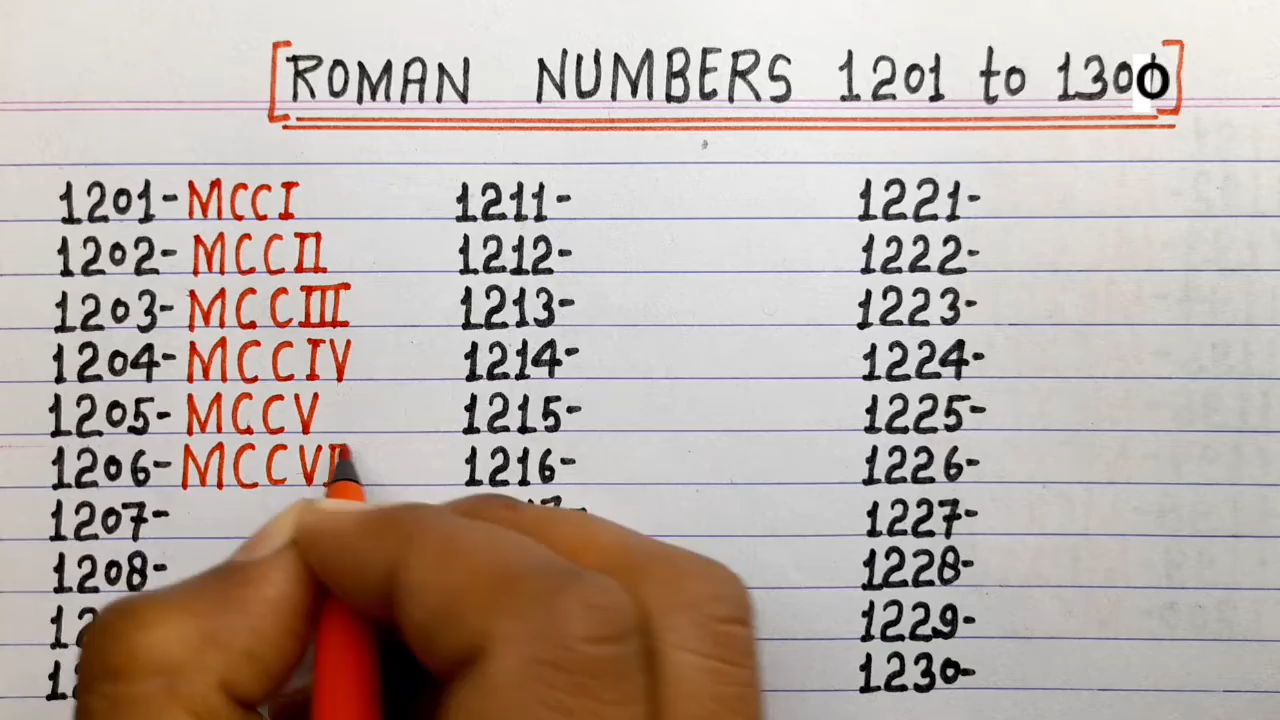 ROMAN NUMBERS 1201 to 1300
1201-MCCI 1211- 1221-
1202-MCCII 1212- 1222-
1203-MCCIII 1213- 1223-
1204-MCCIV 1214- 1224-
1205-MCCV 1215- 1225-
1206-MCCVI 1216- 1226-
1207- 1227-
1208- 1228-
1229-
1230-